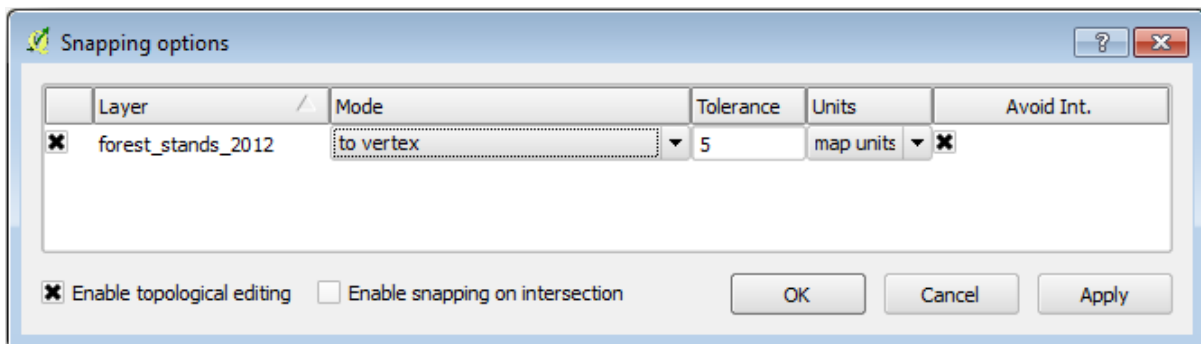 Snapping options
Layer Mode Tolerance Units Avoid Int.
forest_stands_2012 to vertex 5 map units
Enable topological editing Enable snapping on intersection OK Cancel Apply